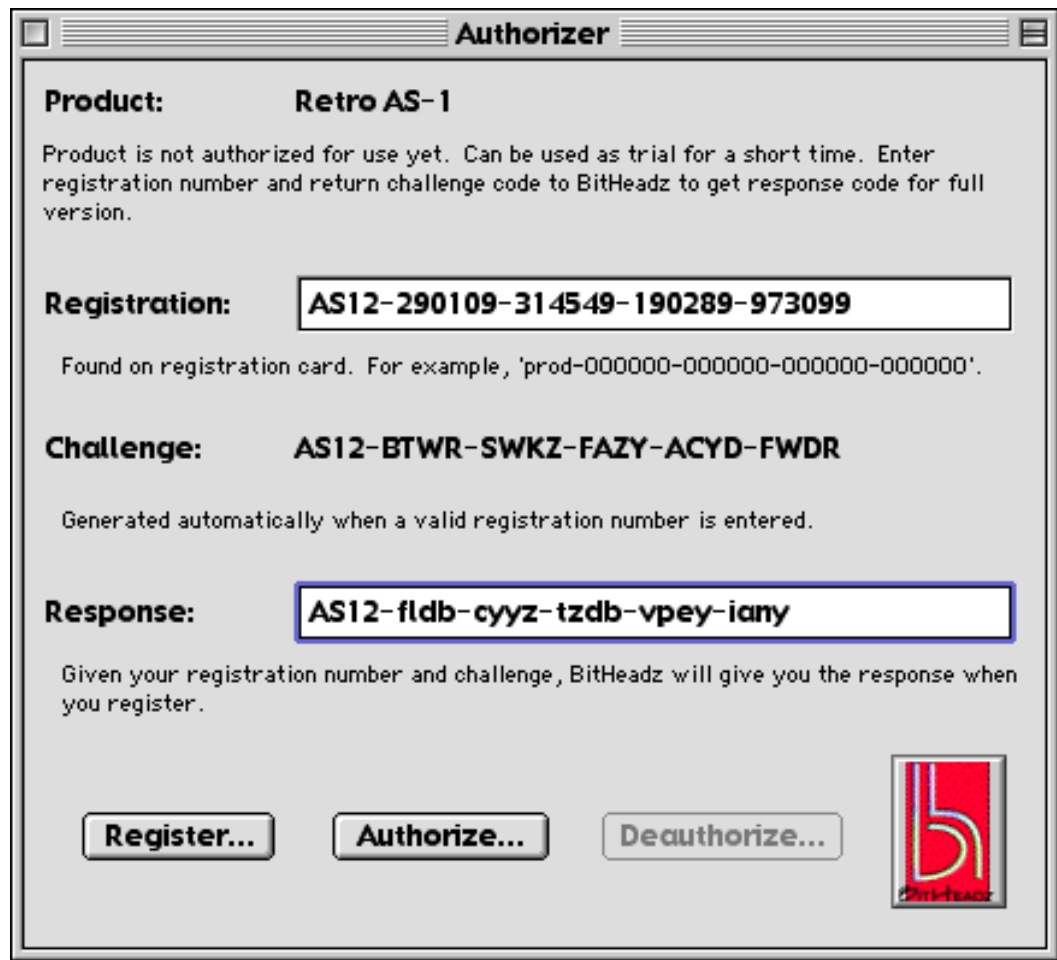 Authorizer
Product: Retro AS-1
Product is not authorized for use yet. Can be used as trial for a short time. Enter
registration number and return challenge code to BitHeadz to get response code for full
version.
Registration: AS12-290109-314549-190289-973099
Found on registration card. For example, 'prod-000000-000000-000000-000000'.
Challenge: AS12-BTWR-SWKZ-FAZY-ACYD-FWDR
Generated automatically when a valid registration number is entered.
Response: AS12-fldb-cyyz-tzdb-vpey-iany
Given your registration number and challenge, BitHeadz will give you the response when
you register.
Register... Authorize... Deauthorize...
BITHEADZ